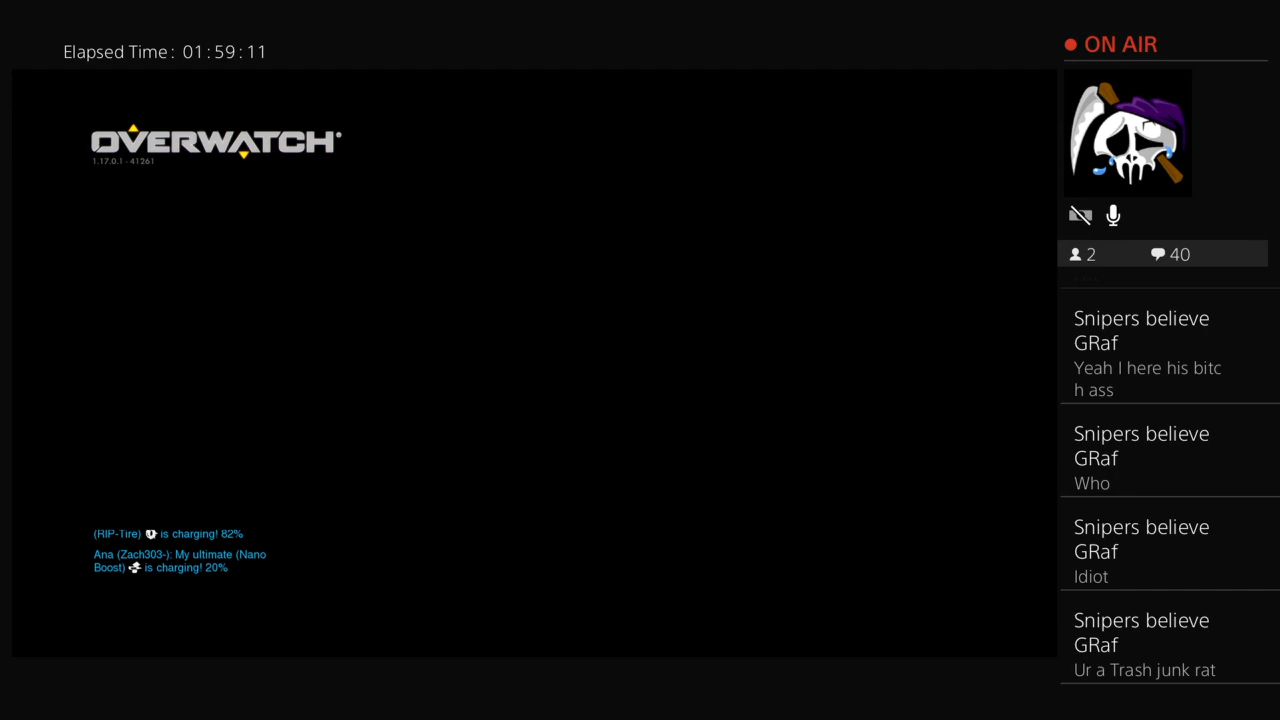 Elapsed Time: 01:59:11
ON AIR
OVERWATCH
1.17.0.1 - 41261
2 40
Snipers believe
GRaf
Yeah I here his bitc
h ass
Snipers believe
GRaf
Who
Snipers believe
GRaf
Idiot
Snipers believe
GRaf
Ur a Trash junk rat
(RIP-Tire) is charging! 82%
Ana (Zach303-): My ultimate (Nano
Boost) is charging! 20%